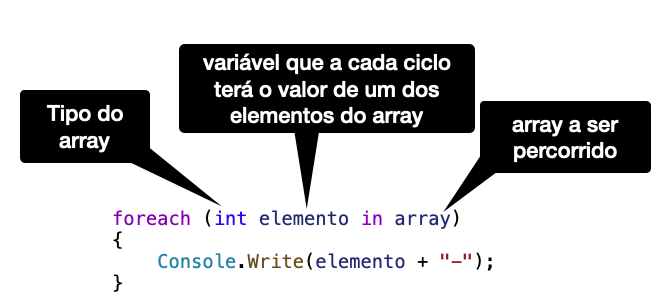 variável que a cada ciclo
terá o valor de um dos
elementos do array
Tipo do
array
array a ser
percorrido
foreach (int elemento in array)
{
    Console.Write(elemento + "-");
}